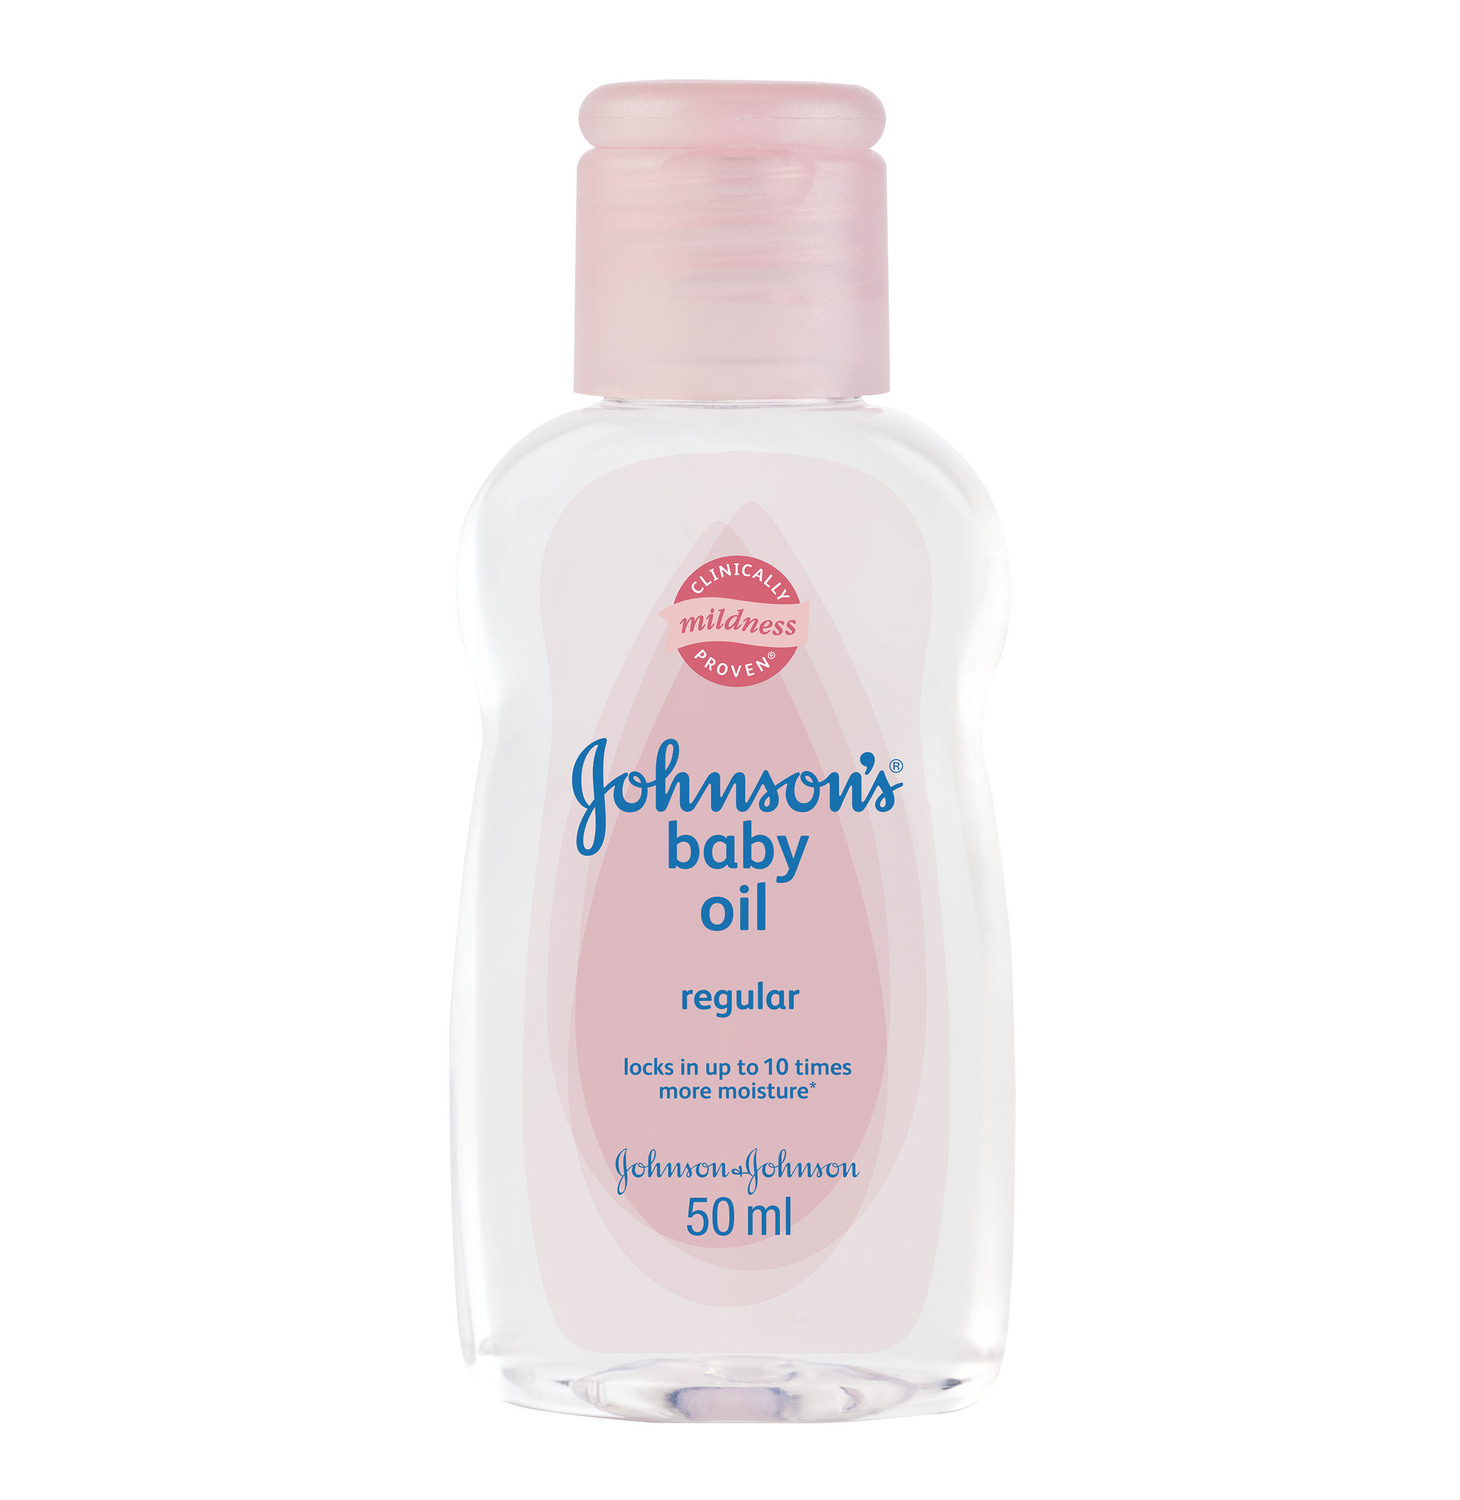 CLINICALLY
mildness
PROVEN®
Johnson's®
baby
oil
regular
locks in up to 10 times
more moisture*
Johnson & Johnson
50 ml